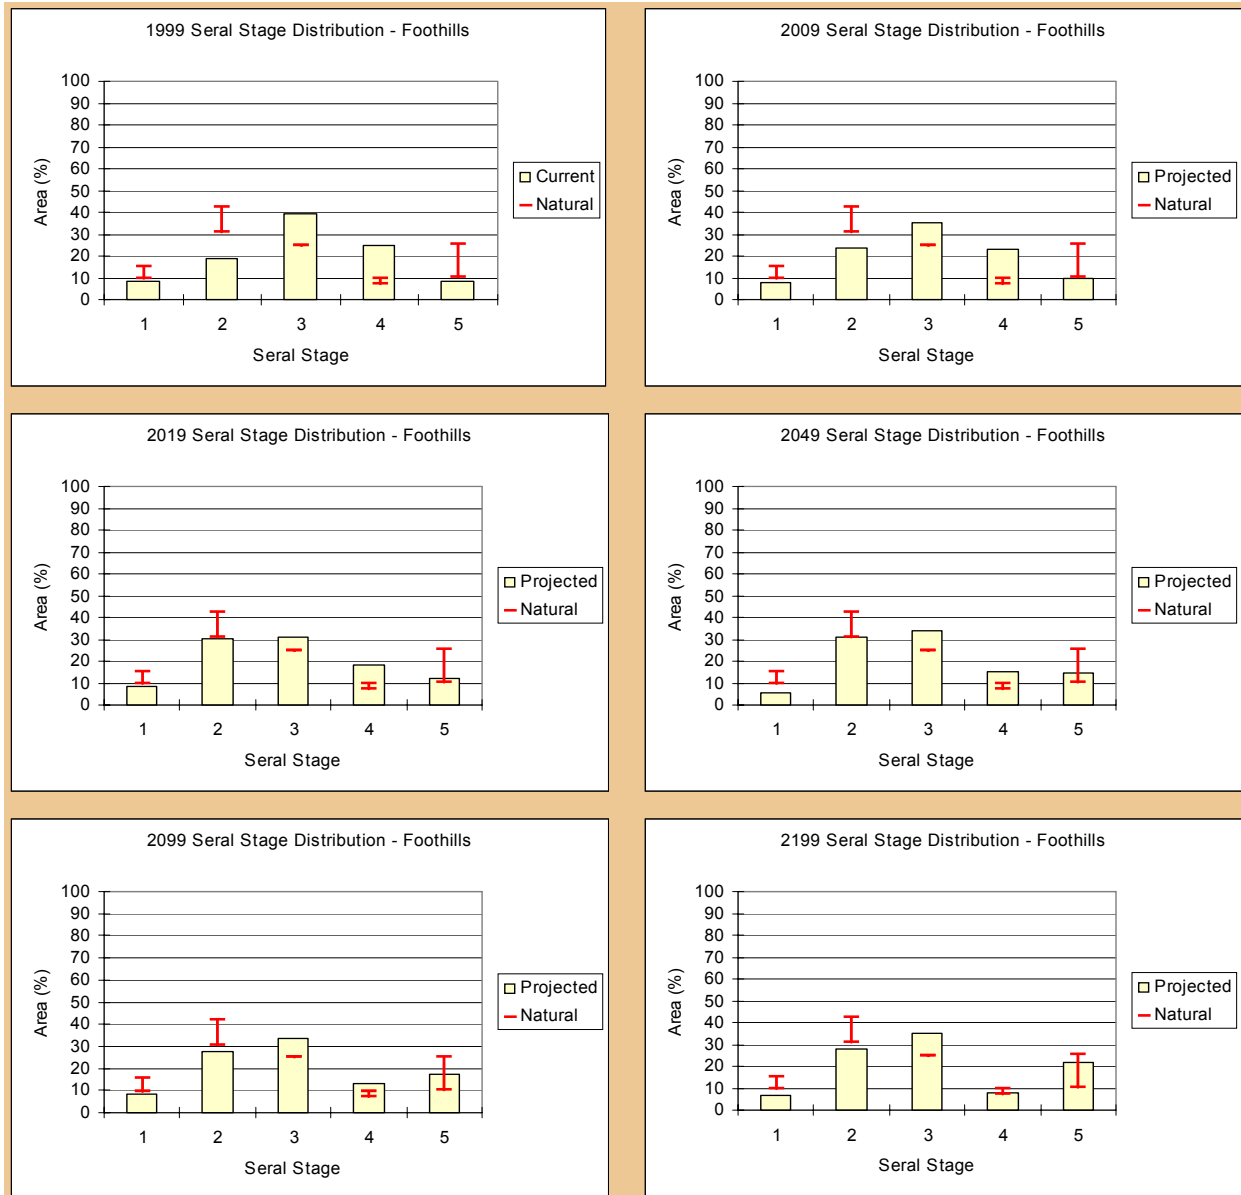 1999 Seral Stage Distribution - Foothills
100
90
80
70
60
50
40
30
20
10
0
Area (%)
1 2 3 4 5
Seral Stage
Current
Natural
2009 Seral Stage Distribution - Foothills
100
90
80
70
60
50
40
30
20
10
0
Area (%)
1 2 3 4 5
Seral Stage
Projected
Natural
2019 Seral Stage Distribution - Foothills
100
90
80
70
60
50
40
30
20
10
0
Area (%)
1 2 3 4 5
Seral Stage
Projected
Natural
2049 Seral Stage Distribution - Foothills
100
90
80
70
60
50
40
30
20
10
0
Area (%)
1 2 3 4 5
Seral Stage
Projected
Natural
2099 Seral Stage Distribution - Foothills
100
90
80
70
60
50
40
30
20
10
0
Area (%)
1 2 3 4 5
Seral Stage
Projected
Natural
2199 Seral Stage Distribution - Foothills
100
90
80
70
60
50
40
30
20
10
0
Area (%)
1 2 3 4 5
Seral Stage
Projected
Natural